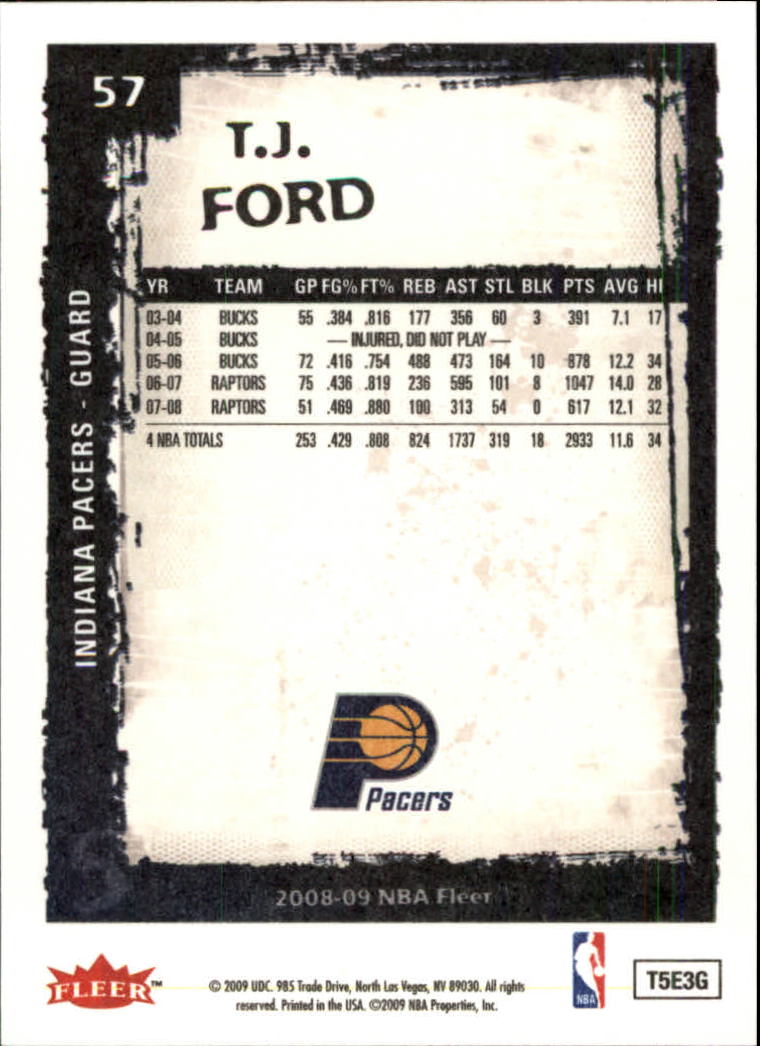 57
T.J.
FORD
INDIANA PACERS - GUARD
YR TEAM GP FG% FT% REB AST STL BLK PTS AVG HI
03-04 BUCKS 55 .384 .816 177 356 60 3 391 7.1 17
04-05 BUCKS — INJURED, DID NOT PLAY —
05-06 BUCKS 72 .416 .754 488 473 164 10 878 12.2 34
06-07 RAPTORS 75 .436 .819 236 595 101 8 1047 14.0 28
07-08 RAPTORS 51 .469 .880 100 313 54 0 617 12.1 32
4 NBA TOTALS 253 .429 .808 824 1737 319 18 2933 11.6 34
Pacers
2008-09 NBA Fleer
FLEER™
© 2009 UDC. 985 Trade Drive, North Las Vegas, NV 89030. All rights
reserved. Printed in the USA. ©2009 NBA Properties, Inc.
NBA
T5E3G